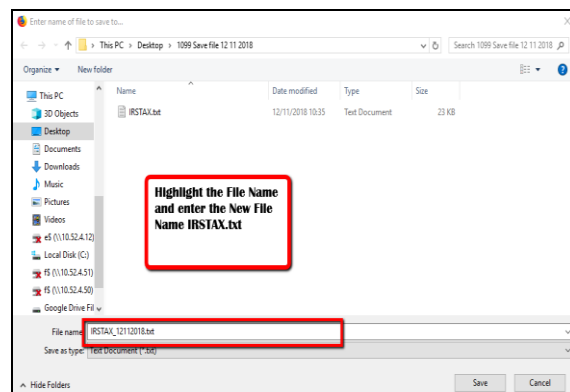 Enter name of file to save to...
This PC > Desktop > 1099 Save file 12 11 2018
Search 1099 Save file 12 11 2018
Organize
New folder
Name
Date modified
Type
Size
This PC
3D Objects
Desktop
Documents
Downloads
Music
Pictures
Videos
e$ (\\10.52.4.12)
Local Disk (C:)
f$ (\\10.52.4.51)
f$ (\\10.52.4.50)
Google Drive Fil
IRSTAX.txt
12/11/2018 10:35
Text Document
23 KB
Highlight the File Name
and enter the New File
Name IRSTAX.txt
File name: IRSTAX_12112018.txt
Save as type: Text Document (*.txt)
Hide Folders
Save
Cancel